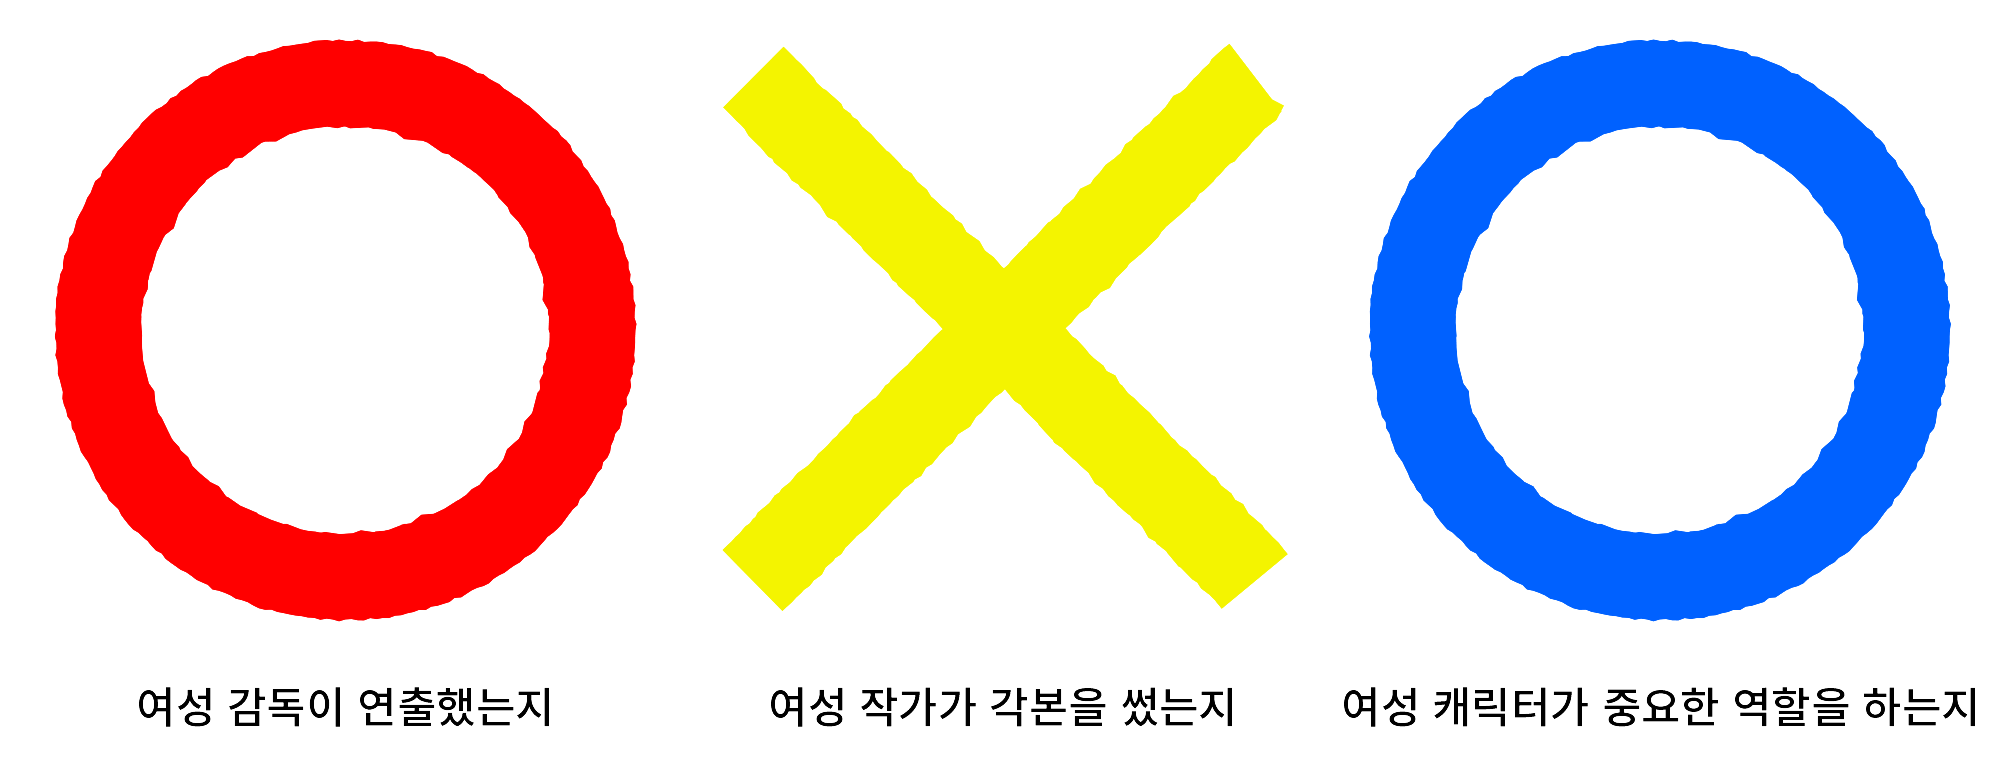 여성 감독이 연출했는지
여성 작가가 각본을 썼는지
여성 캐릭터가 중요한 역할을 하는지